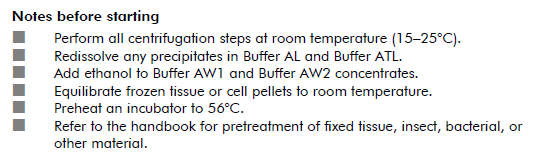 Notes before starting
Perform all centrifugation steps at room temperature (15–25°C).
Redissolve any precipitates in Buffer AL and Buffer ATL.
Add ethanol to Buffer AW1 and Buffer AW2 concentrates.
Equilibrate frozen tissue or cell pellets to room temperature.
Preheat an incubator to 56°C.
Refer to the handbook for pretreatment of fixed tissue, insect, bacterial, or
other material.